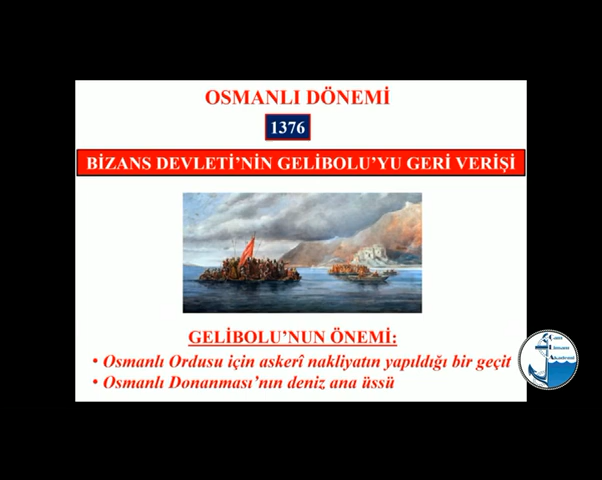 OSMANLI DÖNEMİ
1376
BİZANS DEVLETİ’NİN GELİBOLU’YU GERİ VERİŞİ
GELİBOLU’NUN ÖNEMİ:
• Osmanlı Ordusu için askerî nakliyatın yapıldığı bir geçit
• Osmanlı Donanması’nın deniz ana üssü